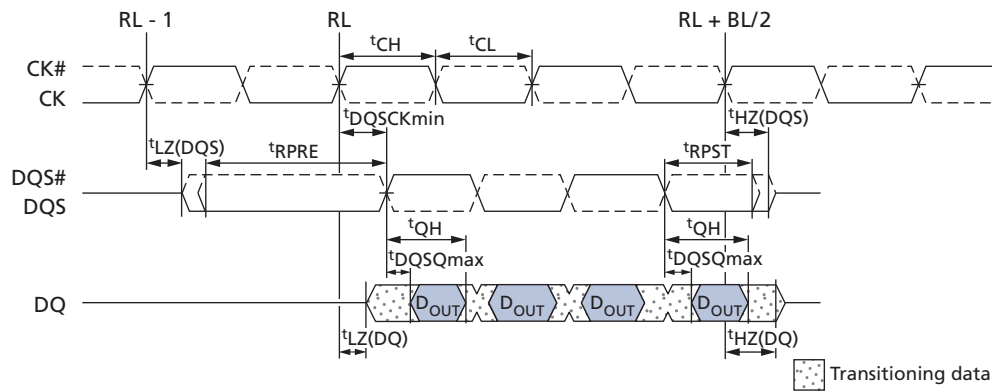 RL - 1
RL
RL + BL/2
tCH
tCL
CK#
CK
tDQSCKmin
tHZ(DQS)
tLZ(DQS)
tRPRE
tRPST
DQS#
DQS
tQH
tQH
tDQSQmax
tDQSQmax
DQ
DOUT
DOUT
DOUT
DOUT
tLZ(DQ)
tHZ(DQ)
Transitioning data